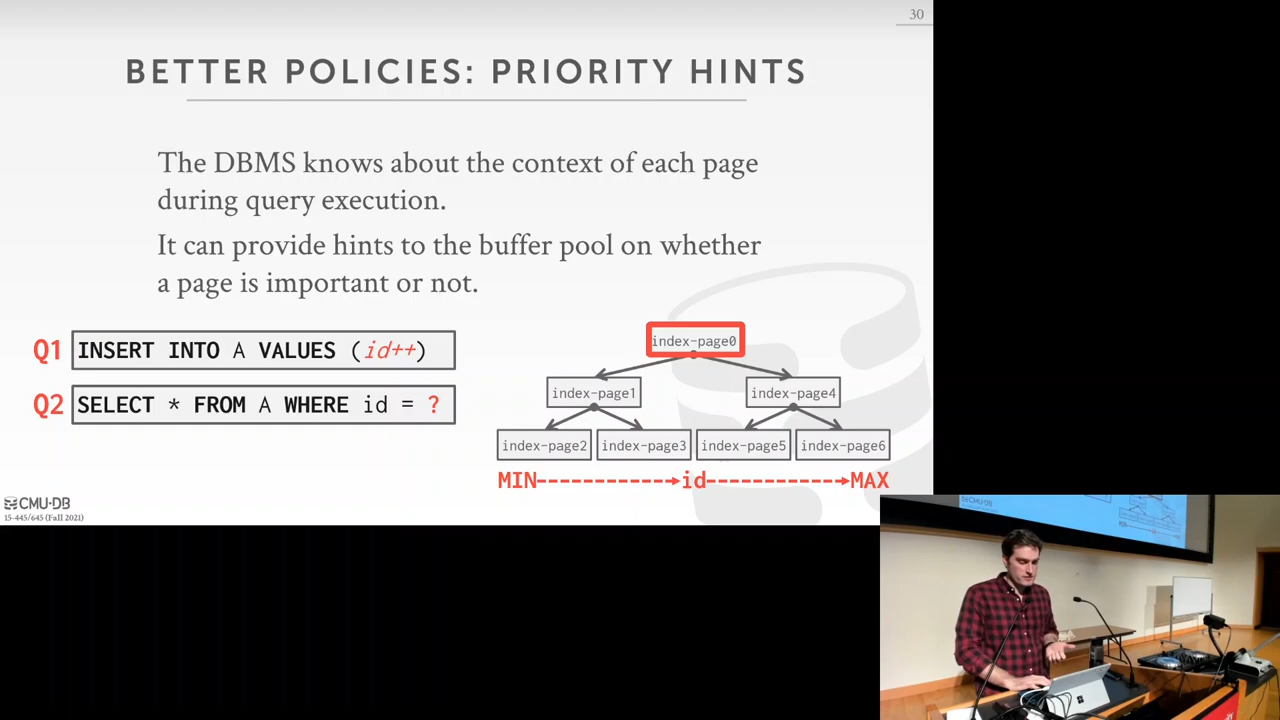 30
BETTER POLICIES: PRIORITY HINTS
The DBMS knows about the context of each page
during query execution.
It can provide hints to the buffer pool on whether
a page is important or not.
Q1 INSERT INTO A VALUES (id++)
Q2 SELECT * FROM A WHERE id = ?
index-page0
index-page1 index-page4
index-page2 index-page3 index-page5 index-page6
MIN id MAX
CMU·DB
15-445/645 (Fall 2021)